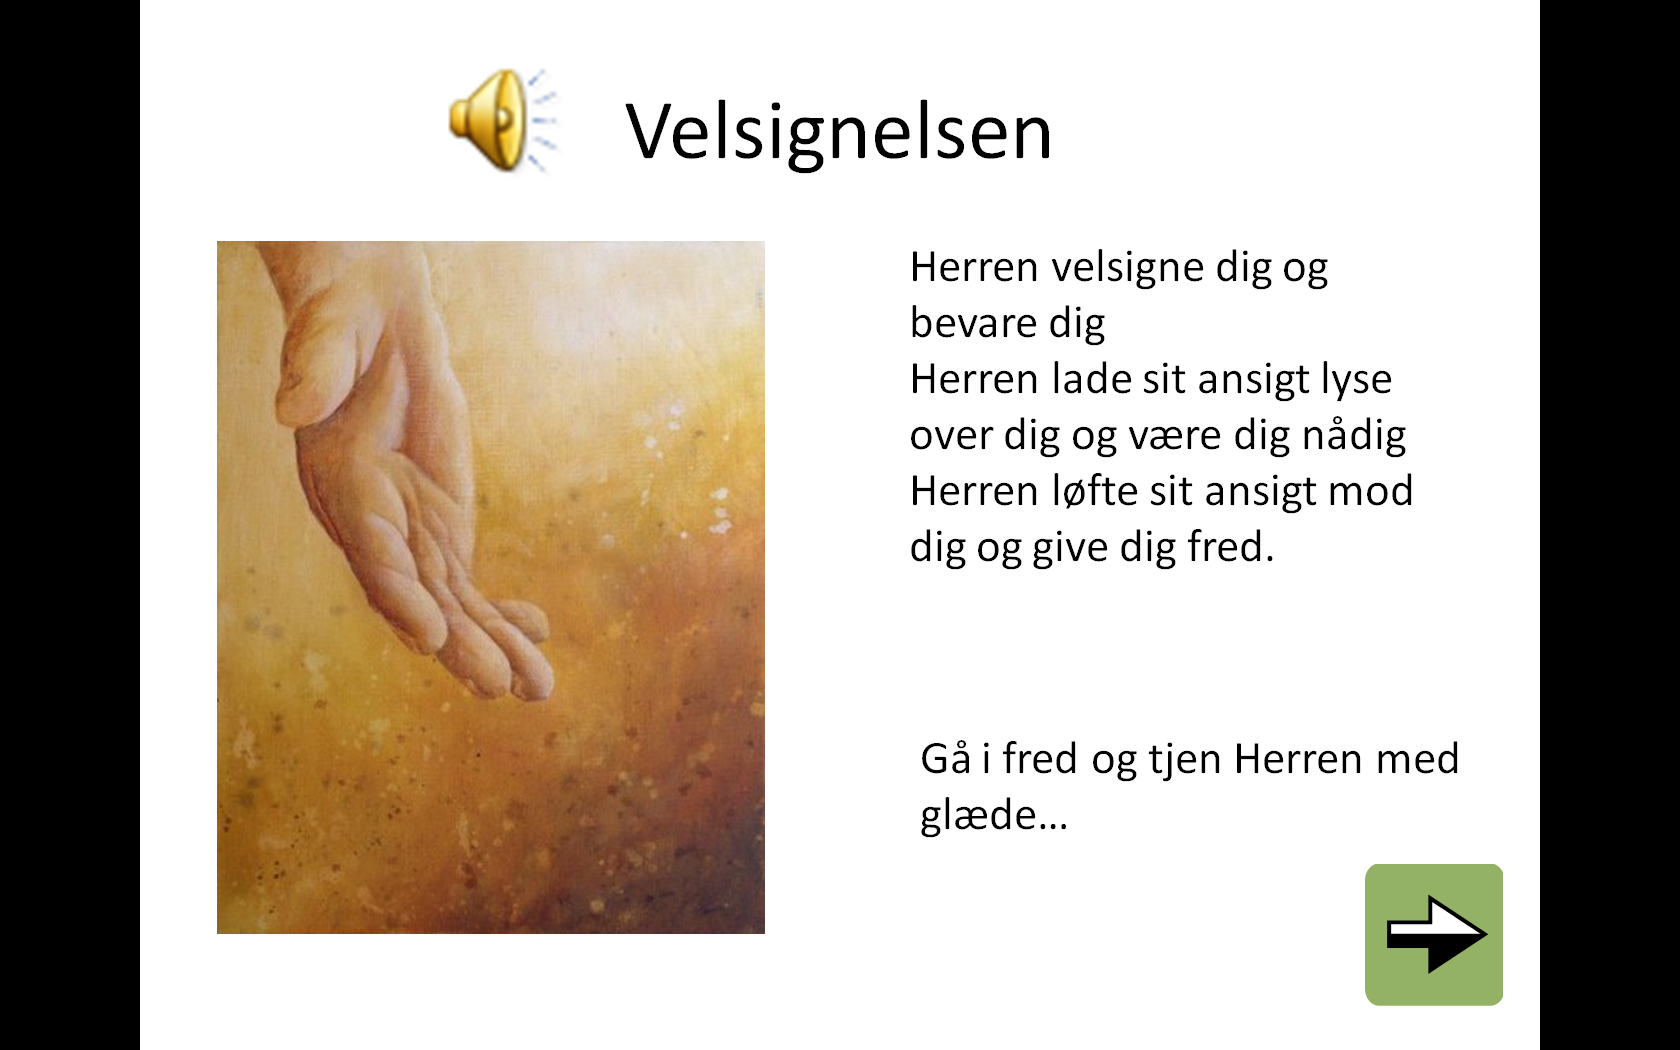 Velsignelsen
Herren velsigne dig og
bevare dig
Herren lade sit ansigt lyse
over dig og være dig nådig
Herren løfte sit ansigt mod
dig og give dig fred.
Gå i fred og tjen Herren med
glæde...